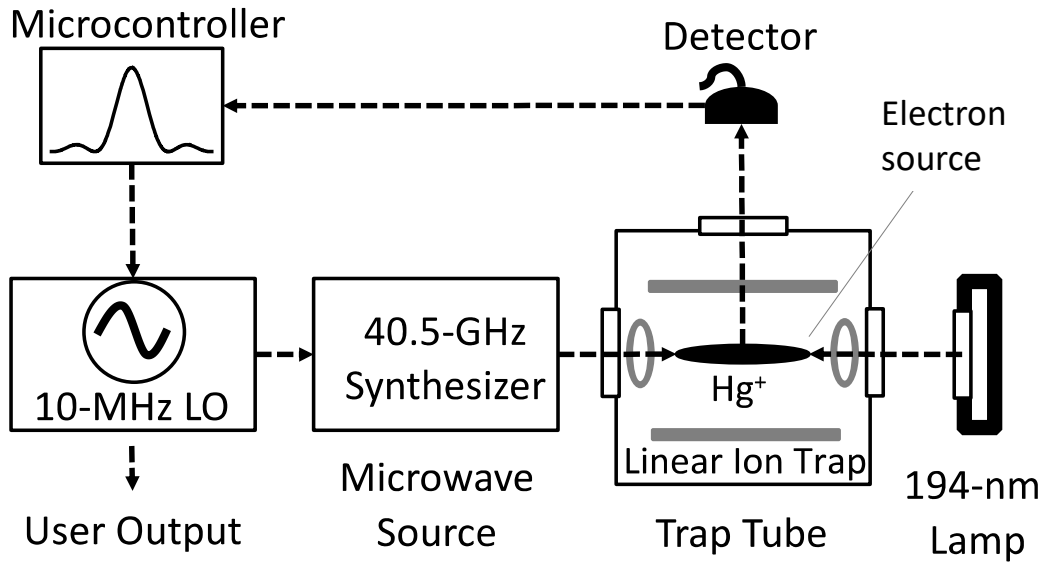 Microcontroller
Detector
Electron
source
40.5-GHz
Synthesizer
10-MHz LO
Hg⁺
Linear Ion Trap
User Output
Microwave
Source
Trap Tube
194-nm
Lamp